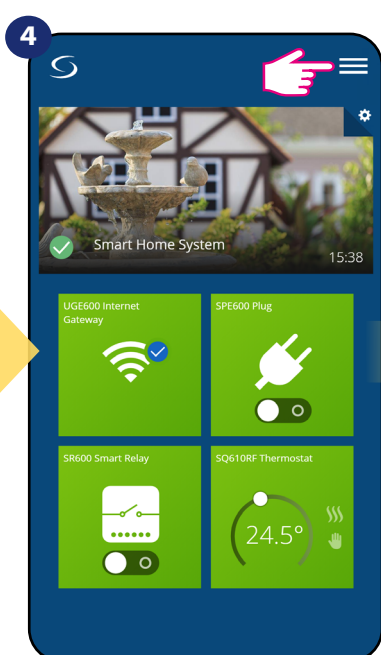 4
Smart Home System
15:38
UGE600 Internet
Gateway
SPE600 Plug
SR600 Smart Relay
SQ610RF Thermostat
24.5°